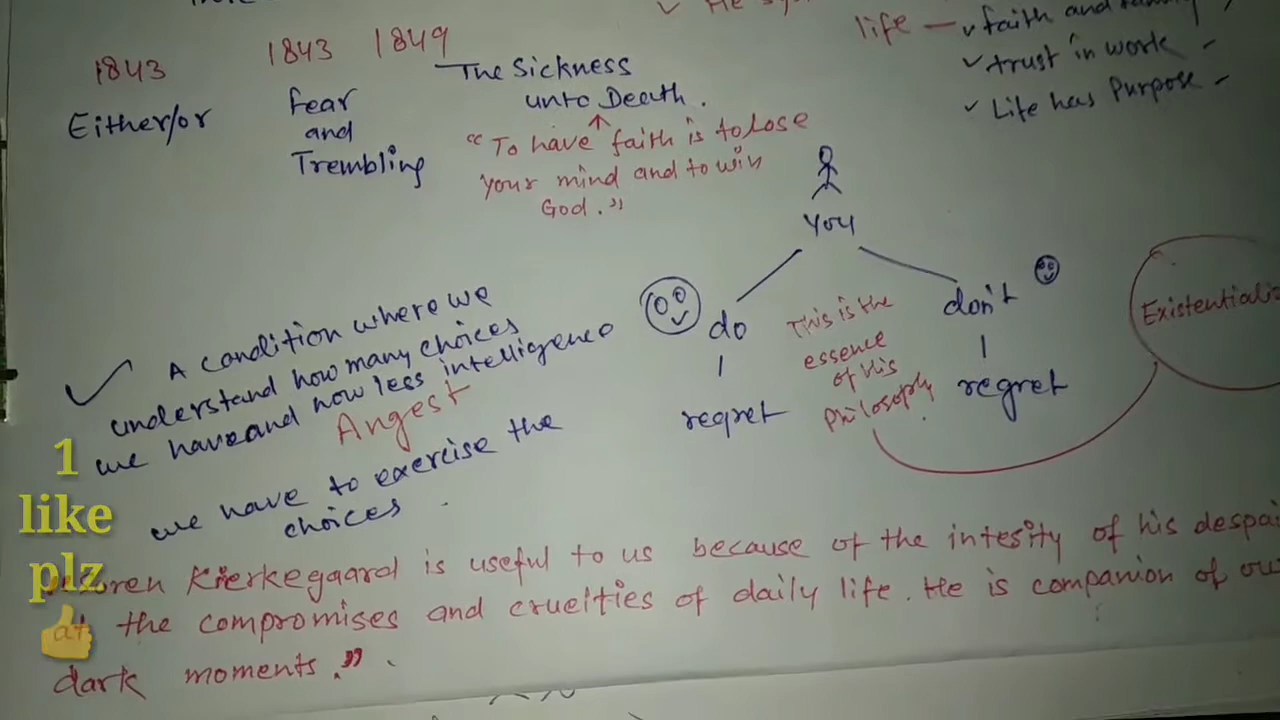 1843
Either/or
1843
Fear
and
Trembling
1849
The Sickness
unto Death.
"To have faith is to Lose
your mind and to win
God."
life — ✓ faith and
✓ trust in work -
✓ Life has Purpose -
You
do
regret
don't
regret
This is the
essence
of His
Philosophy
A condition where we
understand how many choices
we have and how less intelligence
Angest
we have to exercise the
choices.
Kierkegaard is useful to us because of the intesity of his despai
at the compromises and cruelties of daily life. He is companion of ou
dark moments."
1
like
plz